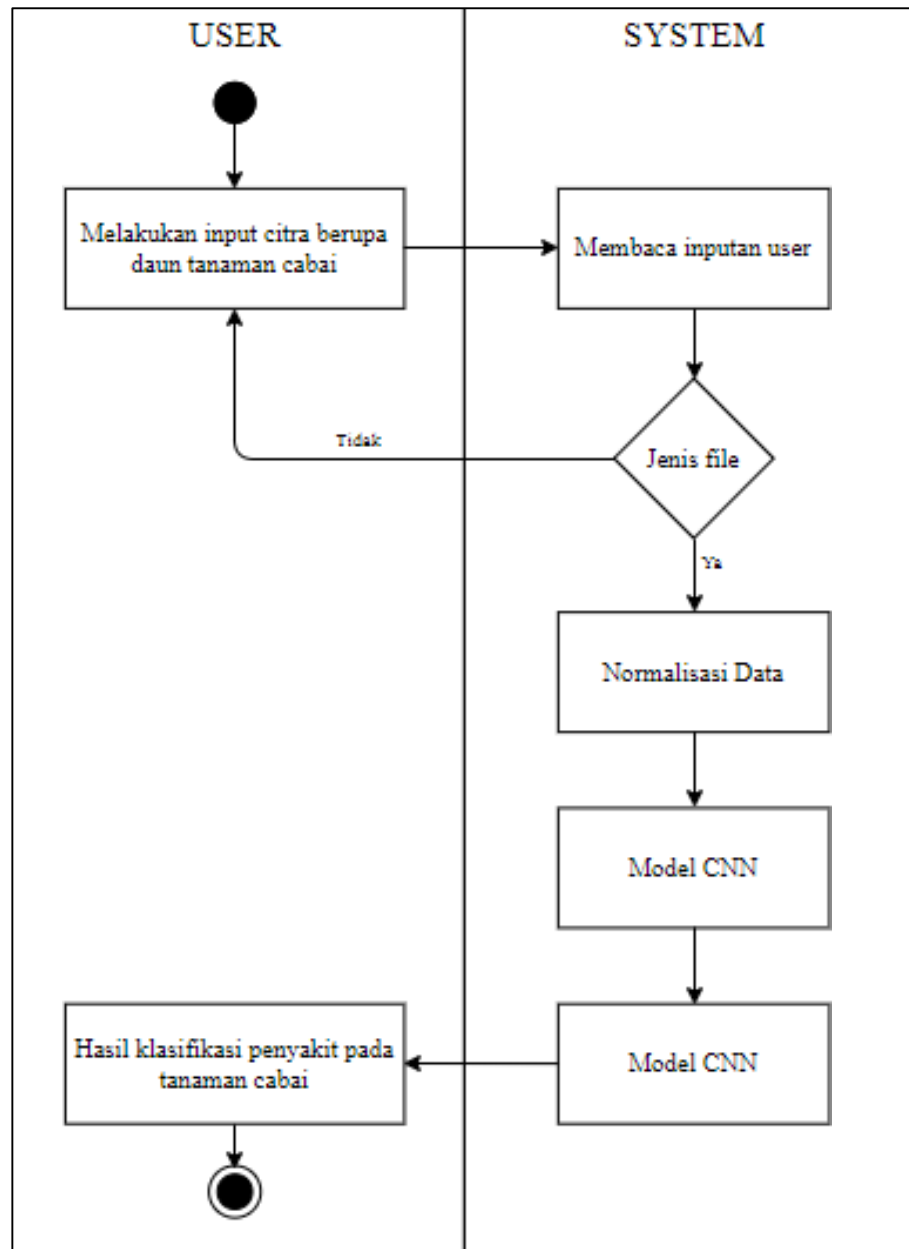 USER
SYSTEM
Melakukan input citra berupa
daun tanaman cabai
Membaca inputan user
Tidak
Jenis file
Ya
Normalisasi Data
Model CNN
Hasil klasifikasi penyakit pada
tanaman cabai
Model CNN